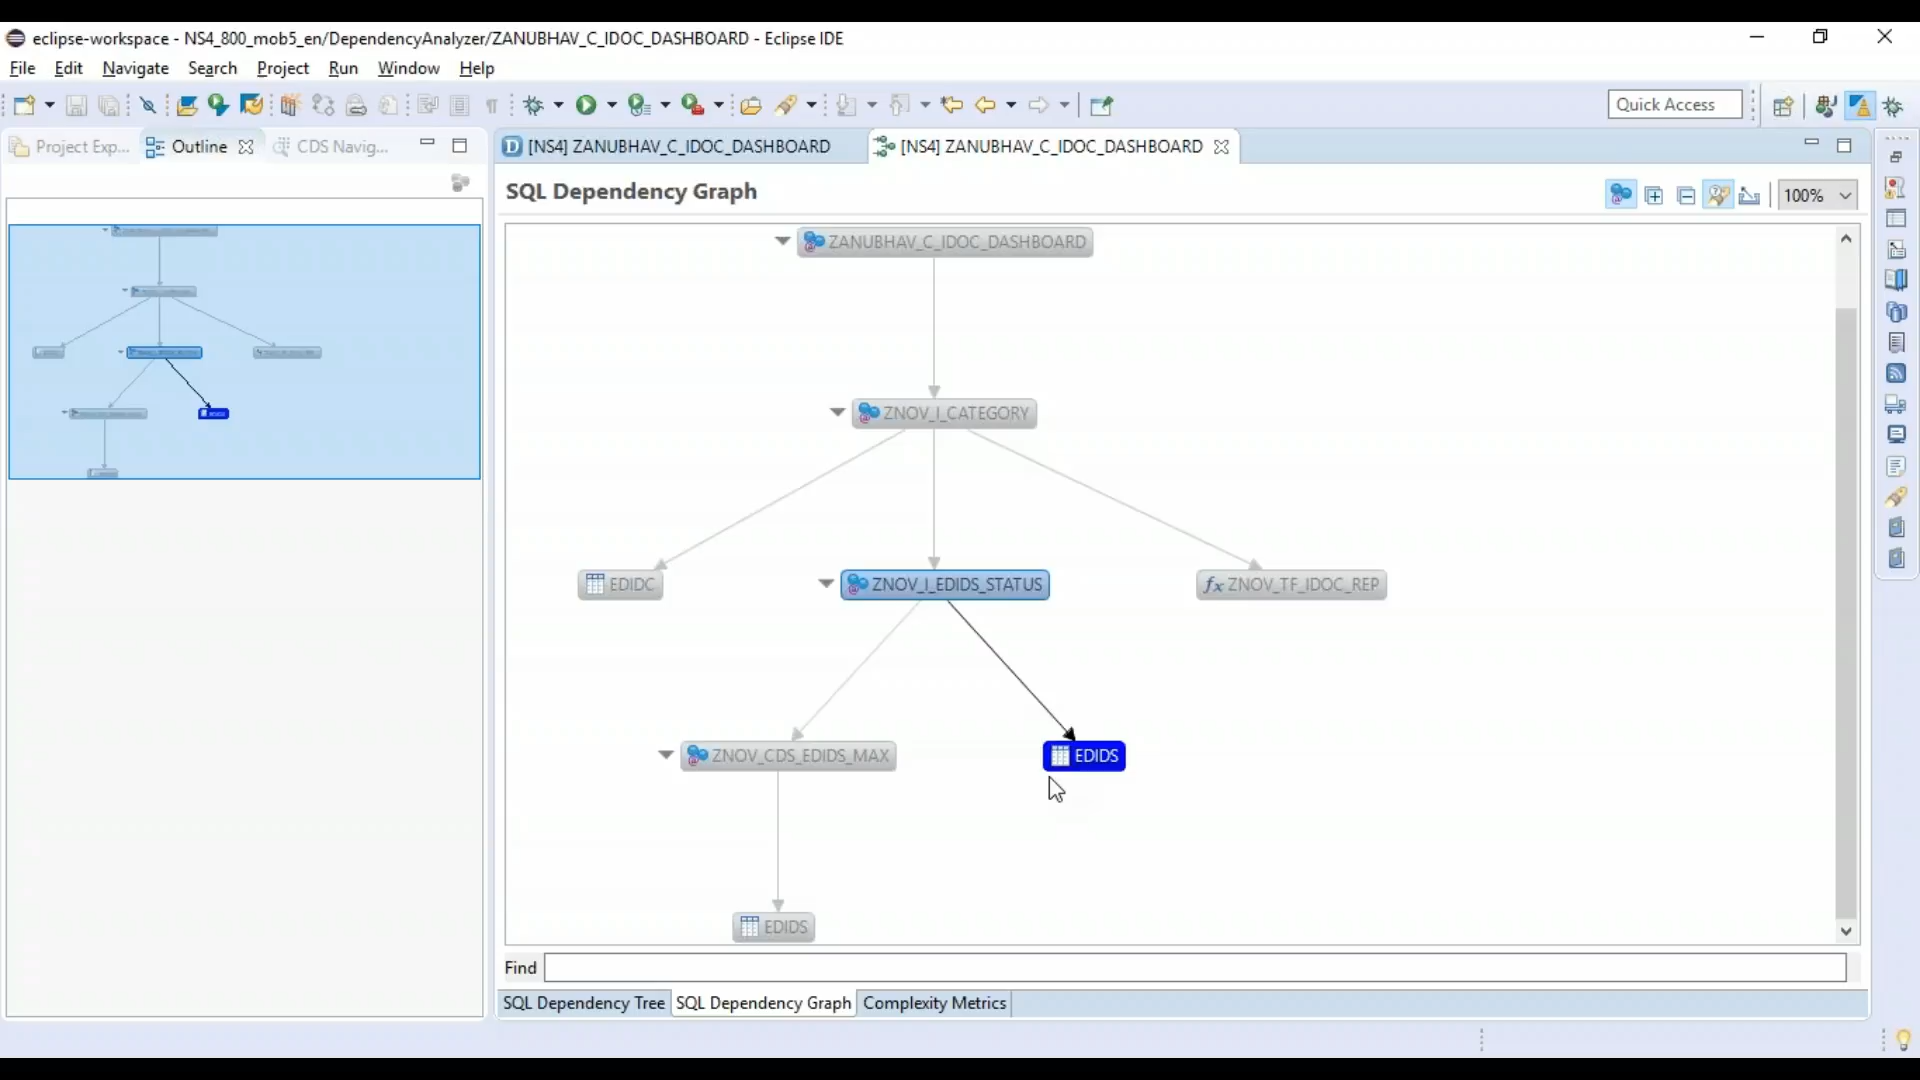 eclipse-workspace - NS4_800_mob5_en/DependencyAnalyzer/ZANUBHAV_C_IDOC_DASHBOARD - Eclipse IDE
File Edit Navigate Search Project Run Window Help
Quick Access
Project Exp... Outline CDS Navig...
[NS4] ZANUBHAV_C_IDOC_DASHBOARD [NS4] ZANUBHAV_C_IDOC_DASHBOARD
SQL Dependency Graph
100%
ZANUBHAV_C_IDOC_DASHBOARD
ZNOV_I_CATEGORY
EDIDC ZNOV_I_EDIDS_STATUS fx ZNOV_TF_IDOC_REP
ZNOV_CDS_EDIDS_MAX EDIDS
EDIDS
Find
SQL Dependency Tree SQL Dependency Graph Complexity Metrics